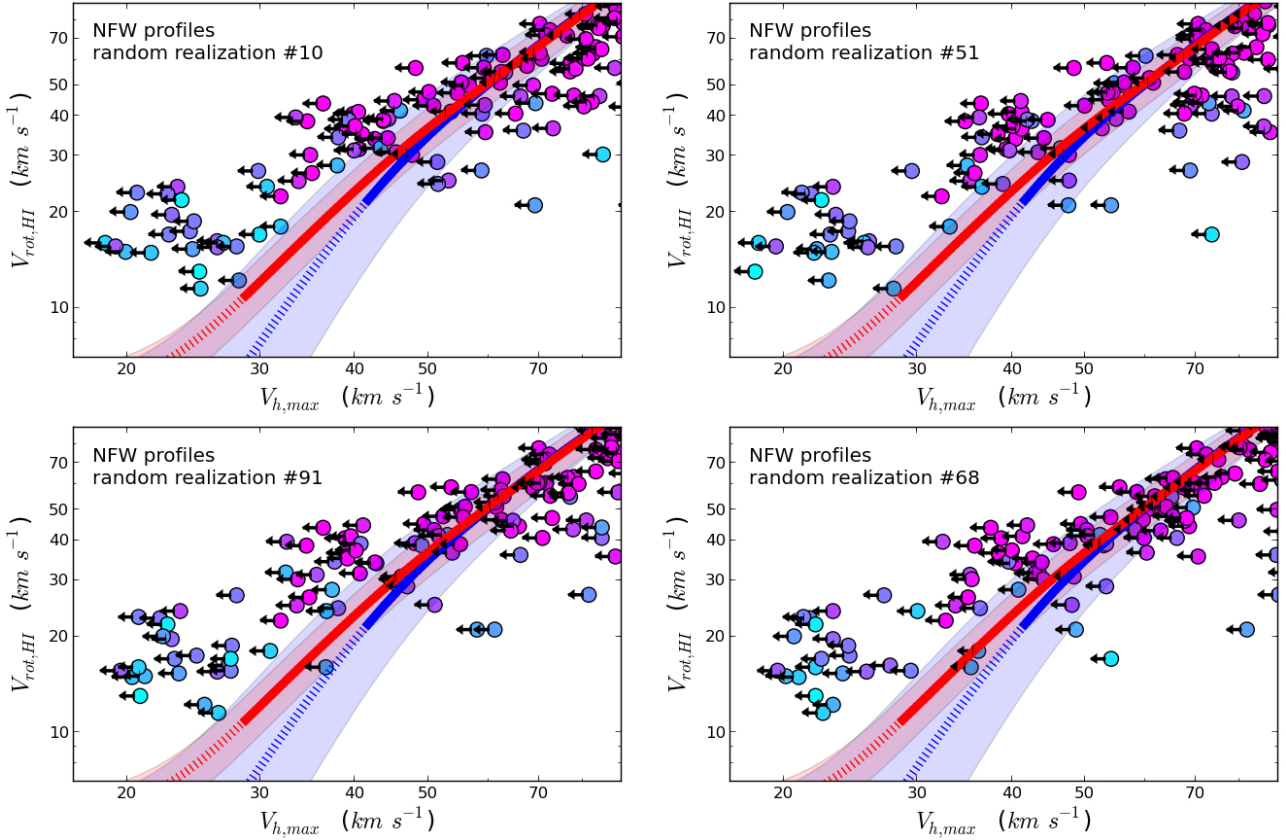 NFW profiles
random realization #10
70
50
40
30
20
10
V_{rot,HI} (km s^{-1})
20
30
40
50
70
V_{h,max} (km s^{-1})
NFW profiles
random realization #51
70
50
40
30
20
10
V_{rot,HI} (km s^{-1})
20
30
40
50
70
V_{h,max} (km s^{-1})
NFW profiles
random realization #91
70
50
40
30
20
10
V_{rot,HI} (km s^{-1})
20
30
40
50
70
V_{h,max} (km s^{-1})
NFW profiles
random realization #68
70
50
40
30
20
10
V_{rot,HI} (km s^{-1})
20
30
40
50
70
V_{h,max} (km s^{-1})